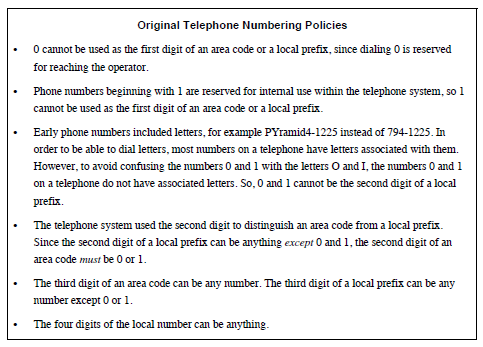 Original Telephone Numbering Policies
• 0 cannot be used as the first digit of an area code or a local prefix, since dialing 0 is reserved
for reaching the operator.
• Phone numbers beginning with 1 are reserved for internal use within the telephone system, so 1
cannot be used as the first digit of an area code or a local prefix.
• Early phone numbers included letters, for example PYramid4-1225 instead of 794-1225. In
order to be able to dial letters, most numbers on a telephone have letters associated with them.
However, to avoid confusing the numbers 0 and 1 with the letters O and I, the numbers 0 and 1
on a telephone do not have associated letters. So, 0 and 1 cannot be the second digit of a local
prefix.
• The telephone system used the second digit to distinguish an area code from a local prefix.
Since the second digit of a local prefix can be anything except 0 and 1, the second digit of an
area code must be 0 or 1.
• The third digit of an area code can be any number. The third digit of a local prefix can be any
number except 0 or 1.
• The four digits of the local number can be anything.